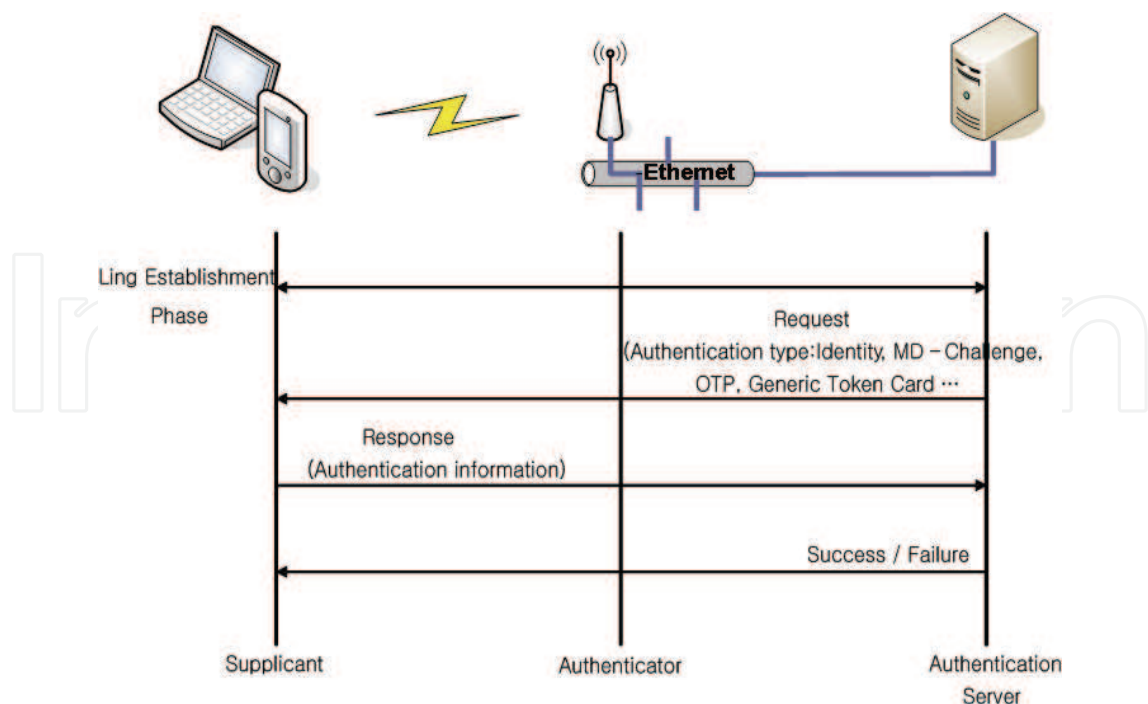 Ethernet
Ling Establishment
Phase
Request
(Authentication type:Identity, MD - Challenge,
OTP, Generic Token Card ···
Response
(Authentication information)
Success / Failure
Supplicant
Authenticator
Authentication
Server